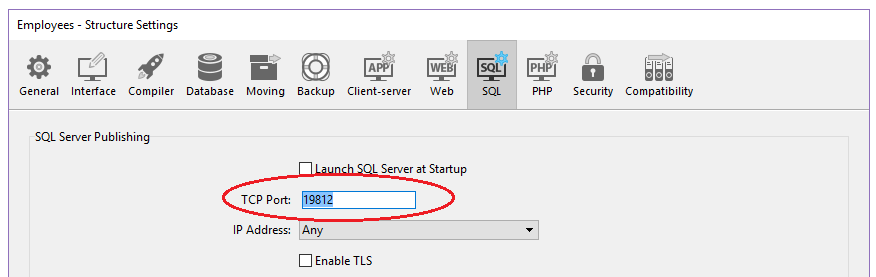 Employees - Structure Settings
APP WEB SQL PHP
General Interface Compiler Database Moving Backup Client-server Web SQL PHP Security Compatibility
SQL Server Publishing
Launch SQL Server at Startup
TCP Port: 19812
IP Address: Any
Enable TLS